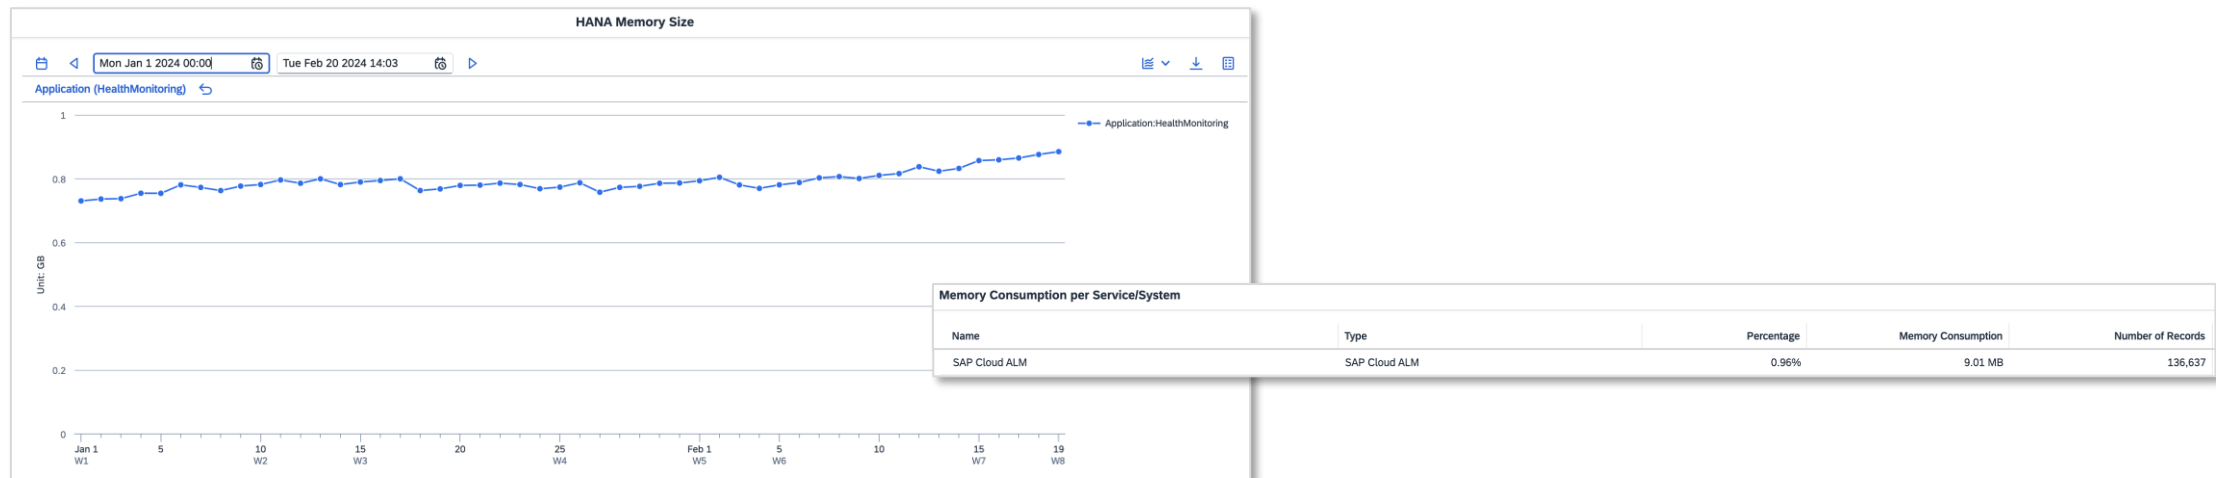 HANA Memory Size
Mon Jan 1 2024 00:00
Tue Feb 20 2024 14:03
Application (HealthMonitoring)
Application:HealthMonitoring
1
0.8
0.6
0.4
0.2
0
Unit: GB
Jan 1 5 10 15 20 25 Feb 1 5 10 15 19
W1 W2 W3 W4 W5 W6 W7 W8
Memory Consumption per Service/System
Name Type Percentage Memory Consumption Number of Records
SAP Cloud ALM SAP Cloud ALM 0.96% 9.01 MB 136,637